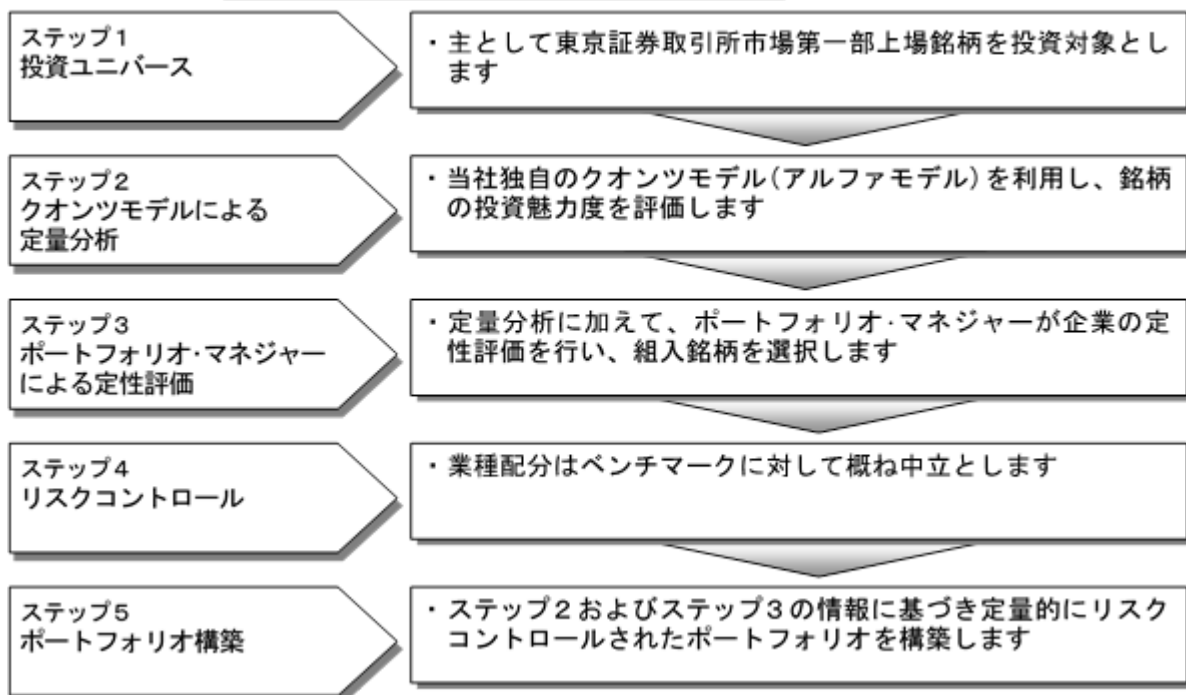 ステップ1
投資ユニバース
・主として東京証券取引所市場第一部上場銘柄を投資対象とし
ます
ステップ2
クオンツモデルによる
定量分析
・当社独自のクオンツモデル(アルファモデル)を利用し、銘柄
の投資魅力度を評価します
ステップ3
ポートフォリオ･マネジャー
による定性評価
・定量分析に加えて、ポートフォリオ･マネジャーが企業の定
性評価を行い、組入銘柄を選択します
ステップ4
リスクコントロール
・業種配分はベンチマークに対して概ね中立とします
ステップ5
ポートフォリオ構築
・ステップ2およびステップ3の情報に基づき定量的にリスク
コントロールされたポートフォリオを構築します